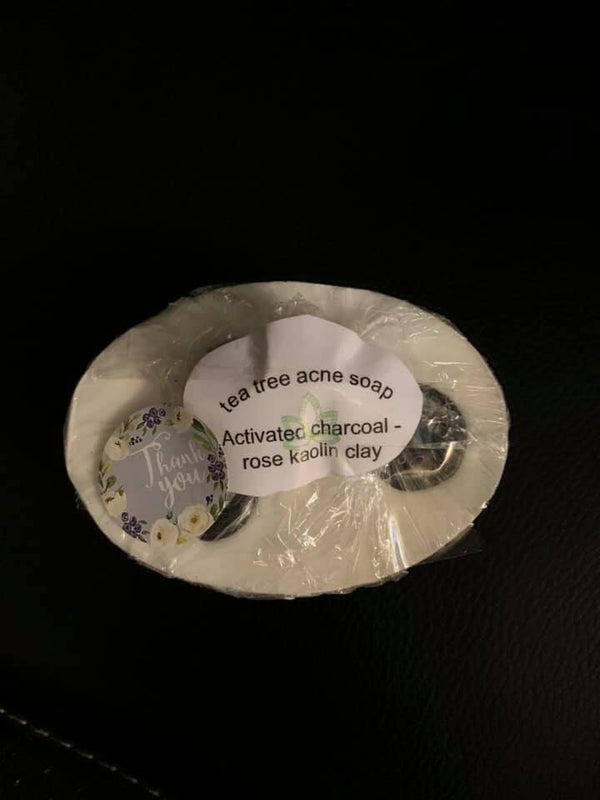 tea tree acne soap
Activated charcoal -
rose kaolin clay
Thank
you